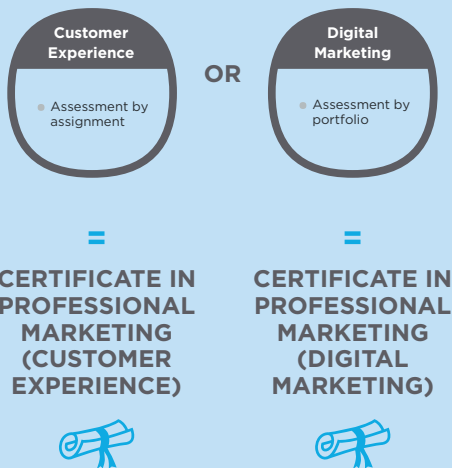 Customer
Experience
• Assessment by
assignment
OR
Digital
Marketing
• Assessment by
portfolio
=
CERTIFICATE IN
PROFESSIONAL
MARKETING
(CUSTOMER
EXPERIENCE)
=
CERTIFICATE IN
PROFESSIONAL
MARKETING
(DIGITAL
MARKETING)